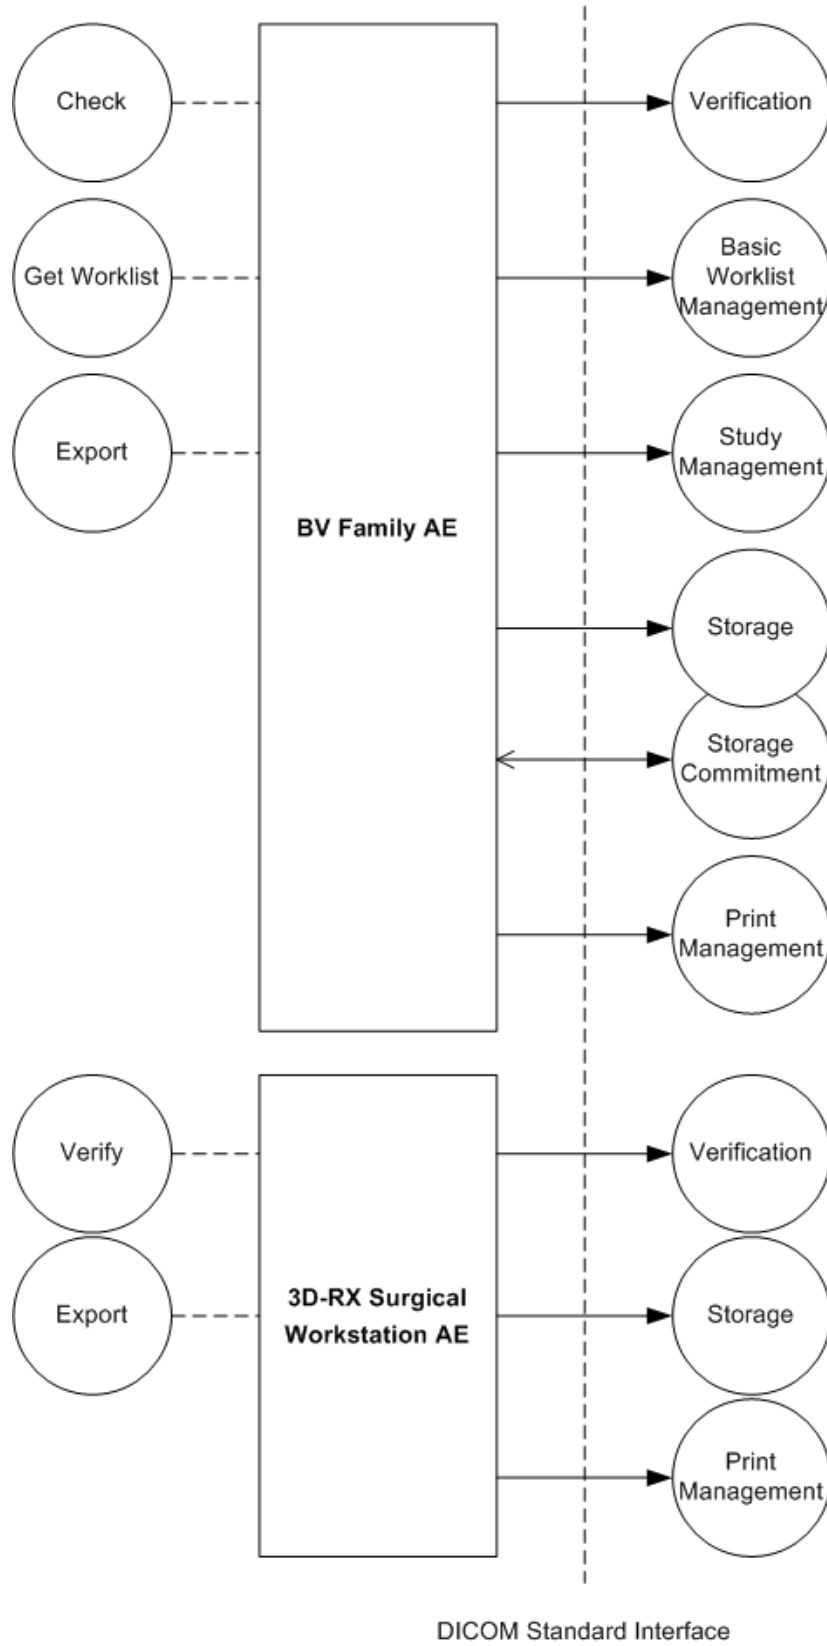 Check
Verification
Get Worklist
Basic
Worklist
Management
Export
Study
Management
BV Family AE
Storage
Storage
Commitment
Print
Management
Verify
Verification
Export
3D-RX Surgical
Workstation AE
Storage
Print
Management
DICOM Standard Interface